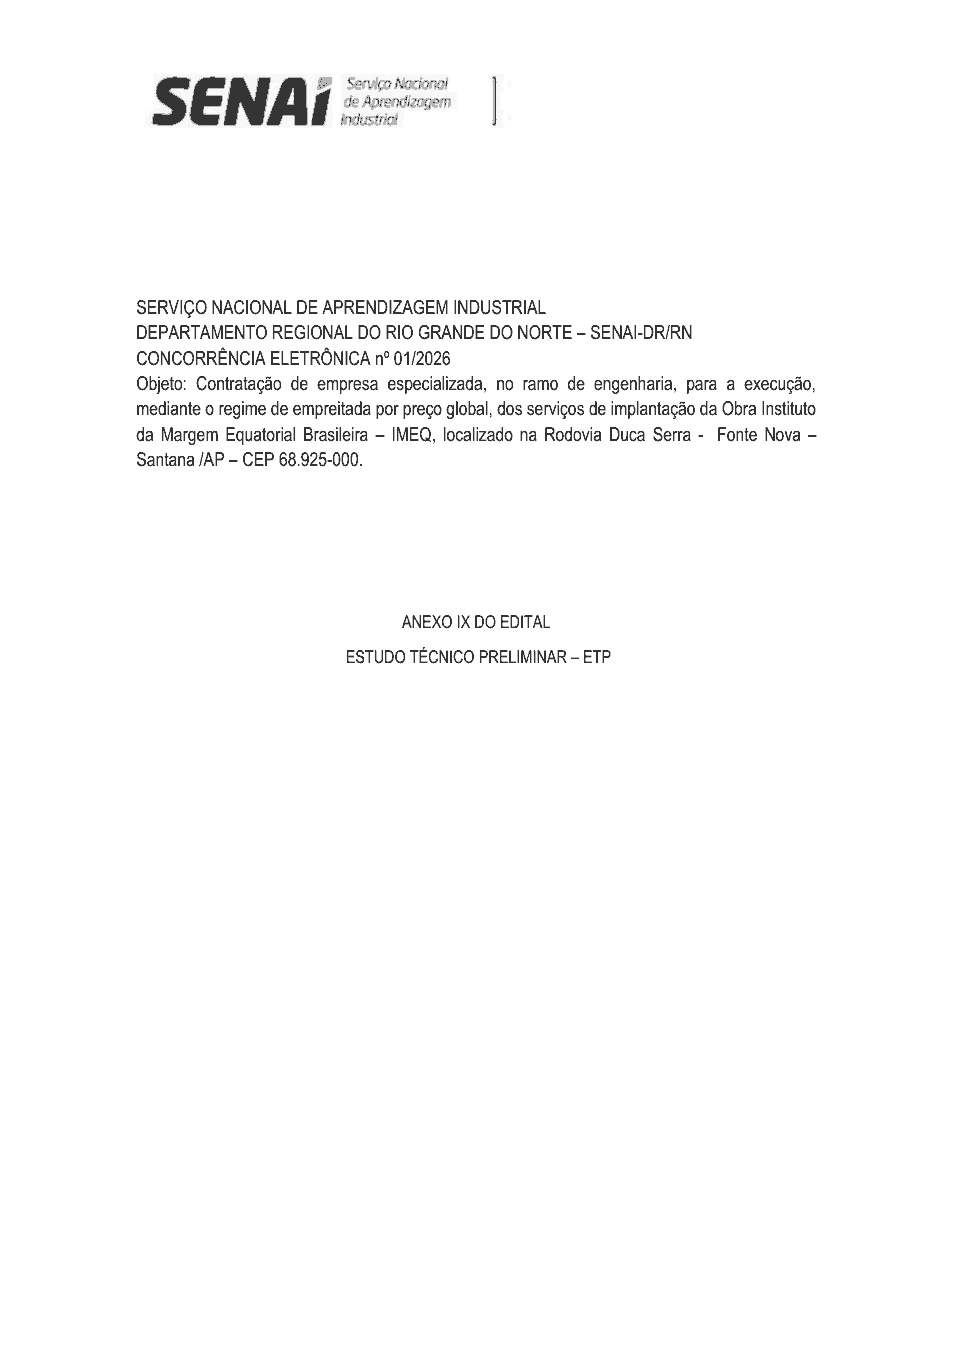 SENAI Serviço Nacional
de Aprendizagem
Industrial
SERVIÇO NACIONAL DE APRENDIZAGEM INDUSTRIAL
DEPARTAMENTO REGIONAL DO RIO GRANDE DO NORTE – SENAI-DR/RN
CONCORRÊNCIA ELETRÔNICA nº 01/2026
Objeto: Contratação de empresa especializada, no ramo de engenharia, para a execução,
mediante o regime de empreitada por preço global, dos serviços de implantação da Obra Instituto
da Margem Equatorial Brasileira – IMEQ, localizado na Rodovia Duca Serra - Fonte Nova –
Santana /AP – CEP 68.925-000.
ANEXO IX DO EDITAL
ESTUDO TÉCNICO PRELIMINAR – ETP